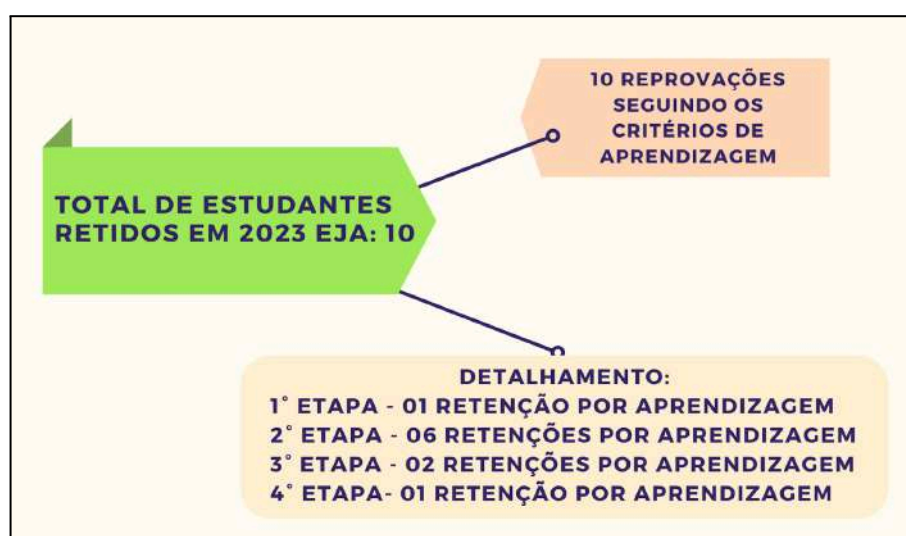 10 REPROVAÇÕES
SEGUINDO OS
CRITÉRIOS DE
APRENDIZAGEM
TOTAL DE ESTUDANTES
RETIDOS EM 2023 EJA: 10
DETALHAMENTO:
1° ETAPA - 01 RETENÇÃO POR APRENDIZAGEM
2° ETAPA - 06 RETENÇÕES POR APRENDIZAGEM
3° ETAPA - 02 RETENÇÕES POR APRENDIZAGEM
4° ETAPA- 01 RETENÇÃO POR APRENDIZAGEM